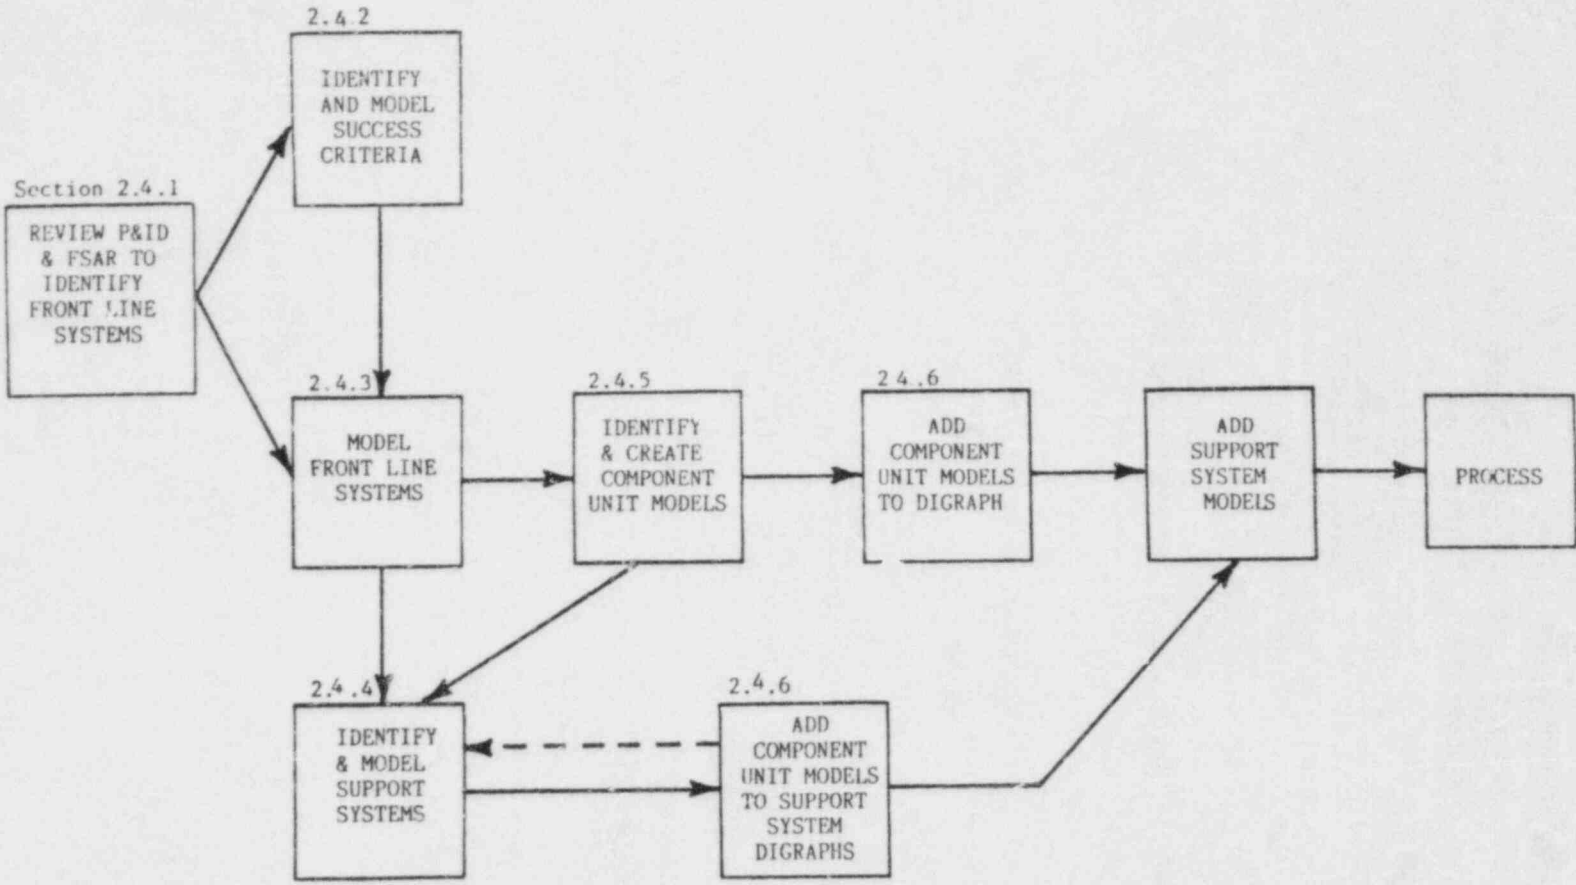 2.4.2
IDENTIFY
AND MODEL
SUCCESS
CRITERIA
Section 2.4.1
REVIEW P&ID
& FSAR TO
IDENTIFY
FRONT LINE
SYSTEMS
2.4.3
MODEL
FRONT LINE
SYSTEMS
2.4.5
IDENTIFY
& CREATE
COMPONENT
UNIT MODELS
2.4.6
ADD
COMPONENT
UNIT MODELS
TO DIGRAPH
ADD
SUPPORT
SYSTEM
MODELS
PROCESS
2.4.4
IDENTIFY
& MODEL
SUPPORT
SYSTEMS
2.4.6
ADD
COMPONENT
UNIT MODELS
TO SUPPORT
SYSTEM
DIGRAPHS